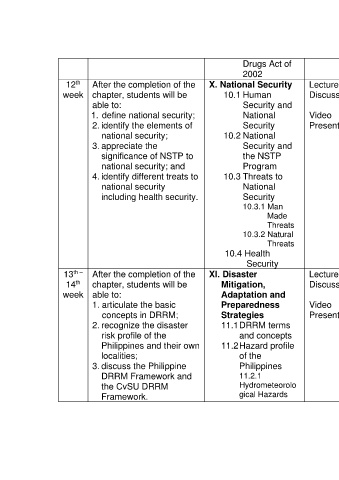 Drugs Act of
2002
12th
week
After the completion of the
chapter, students will be
able to:
1. define national security;
2. identify the elements of
national security;
3. appreciate the
significance of NSTP to
national security; and
4. identify different treats to
national security
including health security.
X. National Security
10.1 Human
Security and
National
Security
10.2 National
Security and
the NSTP
Program
10.3 Threats to
National
Security
10.3.1 Man
Made
Threats
10.3.2 Natural
Threats
10.4 Health
Security
Lecture
Discuss
Video
Present
13th –
14th
week
After the completion of the
chapter, students will be
able to:
1. articulate the basic
concepts in DRRM;
2. recognize the disaster
risk profile of the
Philippines and their own
localities;
3. discuss the Philippine
DRRM Framework and
the CvSU DRRM
Framework.
XI. Disaster
Mitigation,
Adaptation and
Preparedness
Strategies
11.1 DRRM terms
and concepts
11.2 Hazard profile
of the
Philippines
11.2.1
Hydrometeorolo
gical Hazards
Lecture
Discuss
Video
Present